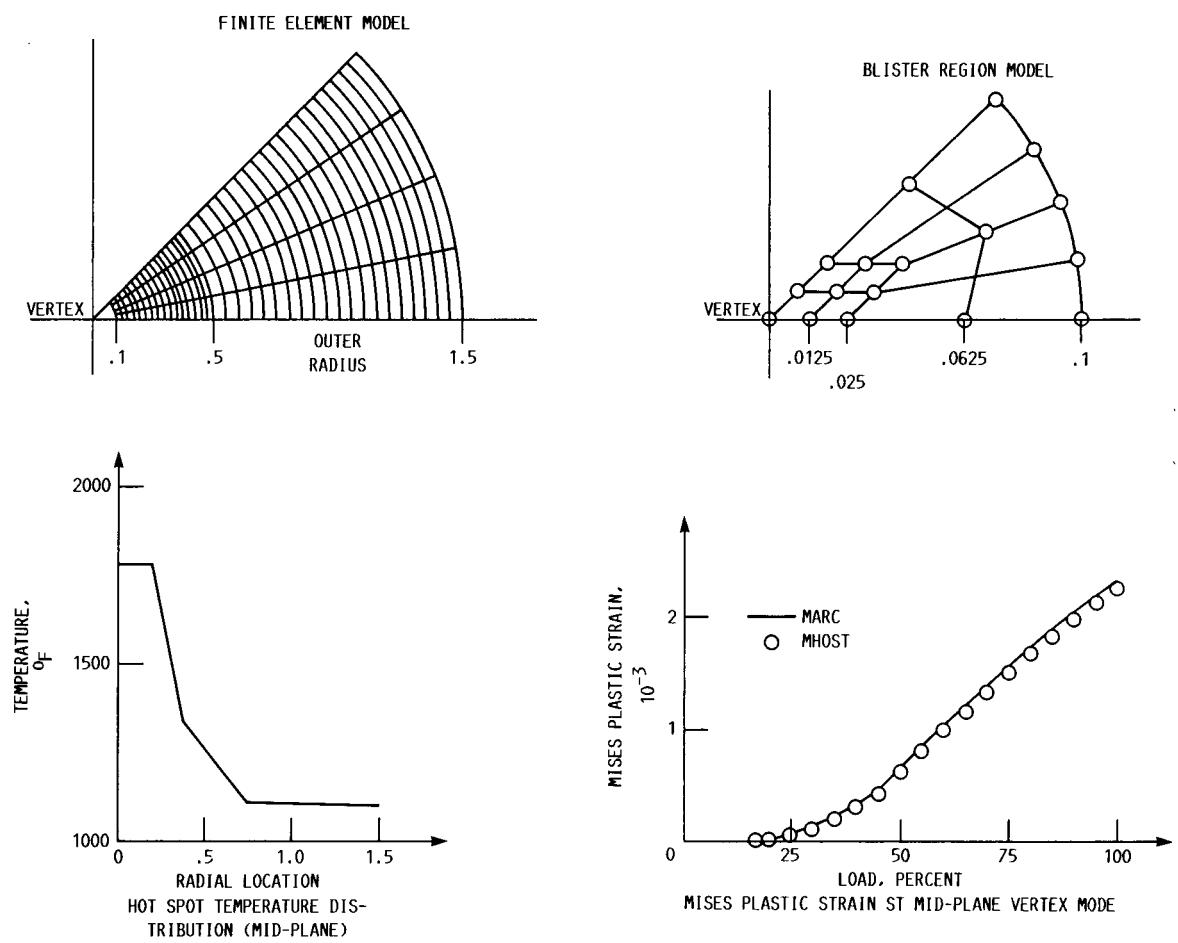 FINITE ELEMENT MODEL
VERTEX
.1
.5
OUTER
RADIUS
1.5
BLISTER REGION MODEL
VERTEX
.0125
.025
.0625
.1
2000
1500
1000
TEMPERATURE,
°F
0
.5
1.0
1.5
RADIAL LOCATION
HOT SPOT TEMPERATURE DIS-
TRIBUTION (MID-PLANE)
MISES PLASTIC STRAIN,
10⁻³
2
1
MARC
MHOST
0
25
50
75
100
LOAD, PERCENT
MISES PLASTIC STRAIN ST MID-PLANE VERTEX MODE